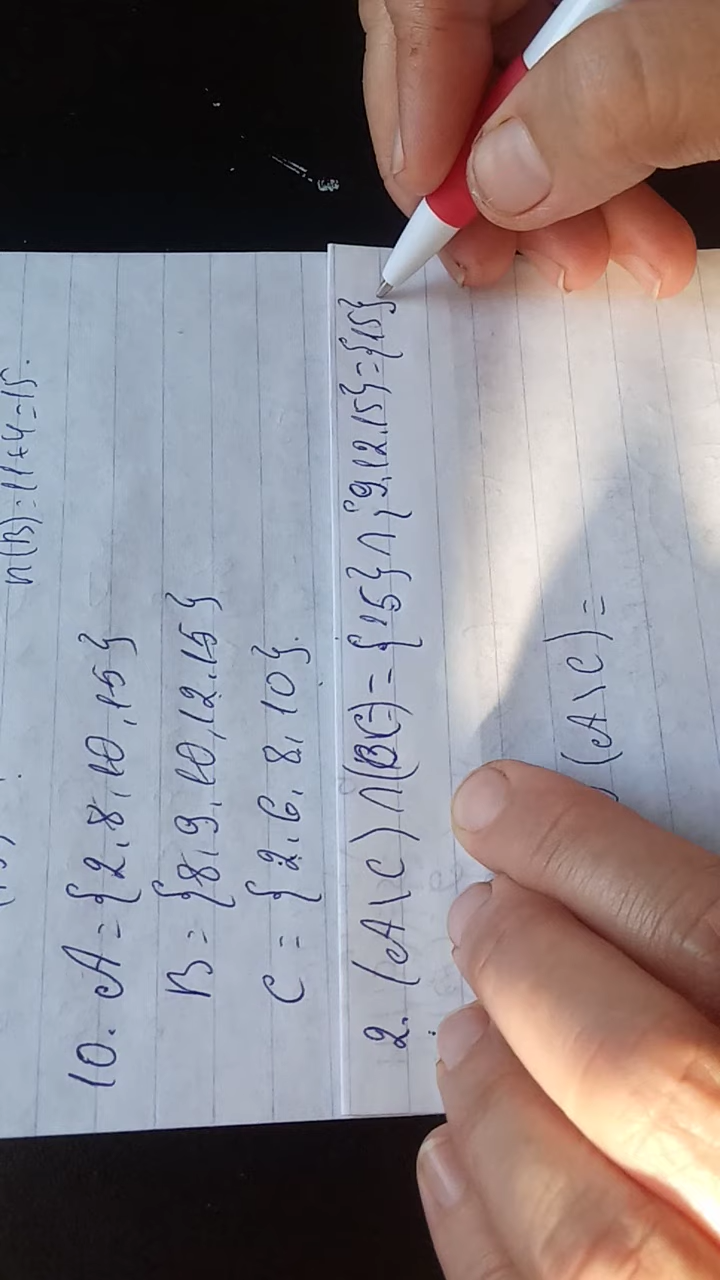 n(B)=11+4=15.
10. A = {2,8,10,15}
B = {8,9,10,12.15}
C = {2.6,8,10}.
2. (A\C)∩(B\C)={15}∩{9,12.15}={15}
(A\C)=